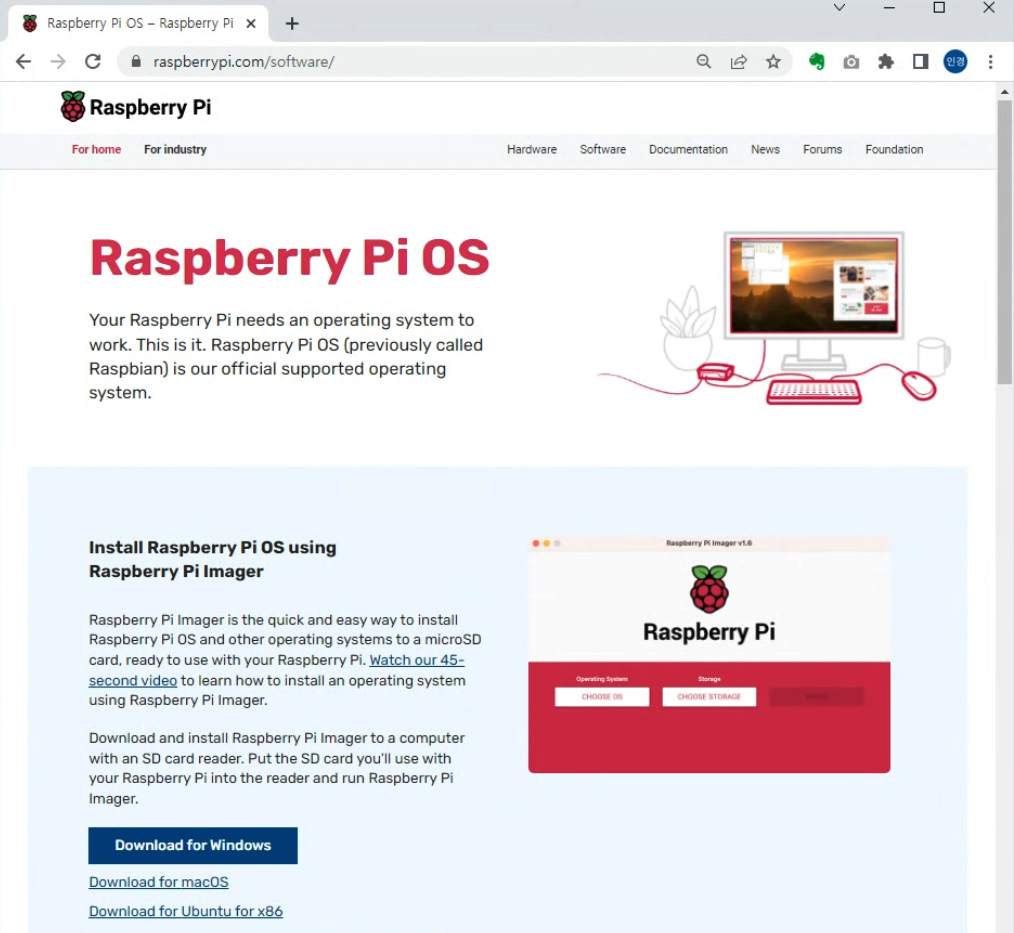 Raspberry Pi OS – Raspberry Pi
raspberrypi.com/software/
인경
Raspberry Pi
For home For industry Hardware Software Documentation News Forums Foundation
Raspberry Pi OS
Your Raspberry Pi needs an operating system to
work. This is it. Raspberry Pi OS (previously called
Raspbian) is our official supported operating
system.
Install Raspberry Pi OS using
Raspberry Pi Imager
Raspberry Pi Imager is the quick and easy way to install
Raspberry Pi OS and other operating systems to a microSD
card, ready to use with your Raspberry Pi. Watch our 45-
second video to learn how to install an operating system
using Raspberry Pi Imager.
Download and install Raspberry Pi Imager to a computer
with an SD card reader. Put the SD card you'll use with
your Raspberry Pi into the reader and run Raspberry Pi
Imager.
Download for Windows
Download for macOS
Download for Ubuntu for x86
Raspberry Pi Imager v1.6
Raspberry Pi
Operating System Storage
CHOOSE OS CHOOSE STORAGE